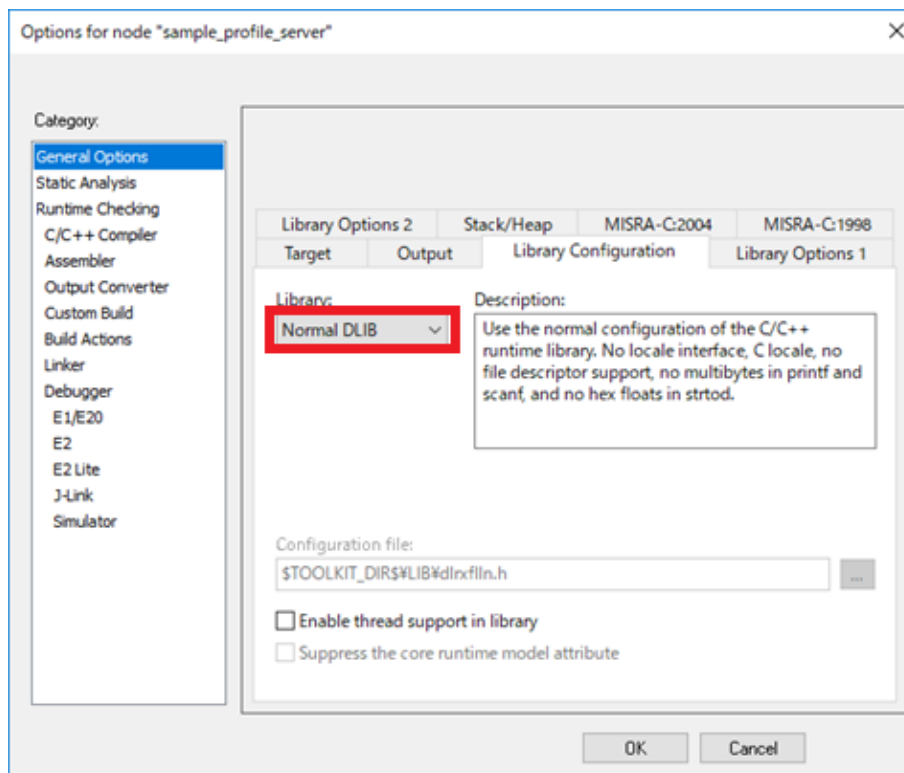 Options for node "sample_profile_server"
Category:
General Options
Static Analysis
Runtime Checking
C/C++ Compiler
Assembler
Output Converter
Custom Build
Build Actions
Linker
Debugger
E1/E20
E2
E2 Lite
J-Link
Simulator
Library Options 2 Stack/Heap MISRA-C:2004 MISRA-C:1998
Target Output Library Configuration Library Options 1
Library:
Normal DLIB
Description:
Use the normal configuration of the C/C++
runtime library. No locale interface, C locale, no
file descriptor support, no multibytes in printf and
scanf, and no hex floats in strtod.
Configuration file:
$TOOLKIT_DIR$¥LIB¥dlrxflln.h
...
Enable thread support in library
Suppress the core runtime model attribute
OK Cancel